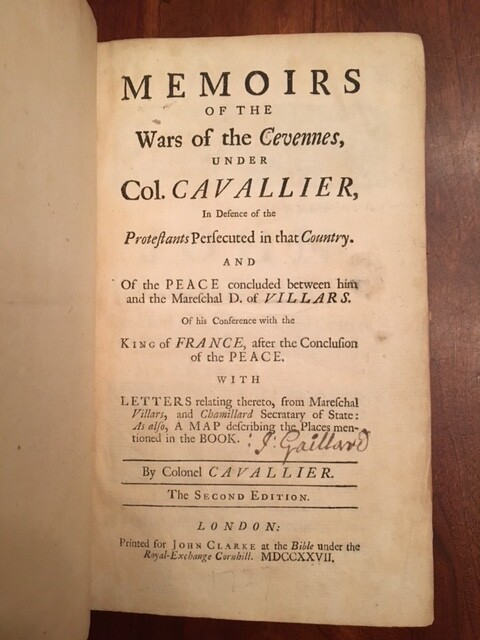 MEMOIRS
OF THE
Wars of the Cevennes,
UNDER
Col. CAVALLIER,
In Defence of the
Proteſtants Perſecuted in that Country.
AND
Of the PEACE concluded between him
and the Mareſchal D. of VILLARS.
Of his Conference with the
KING of FRANCE, after the Concluſion
of the PEACE.
WITH
LETTERS relating thereto, from Mareſchal
Villars, and Chamillard Secratary of State:
As alſo, A MAP deſcribing the Places men-
tioned in the BOOK. : J: Gaillard
By Colonel CAVALLIER.
The SECOND EDITION.
LONDON:
Printed for JOHN CLARKE at the Bible under the
Royal-Exchange Cornhill. MDCCXXVII.